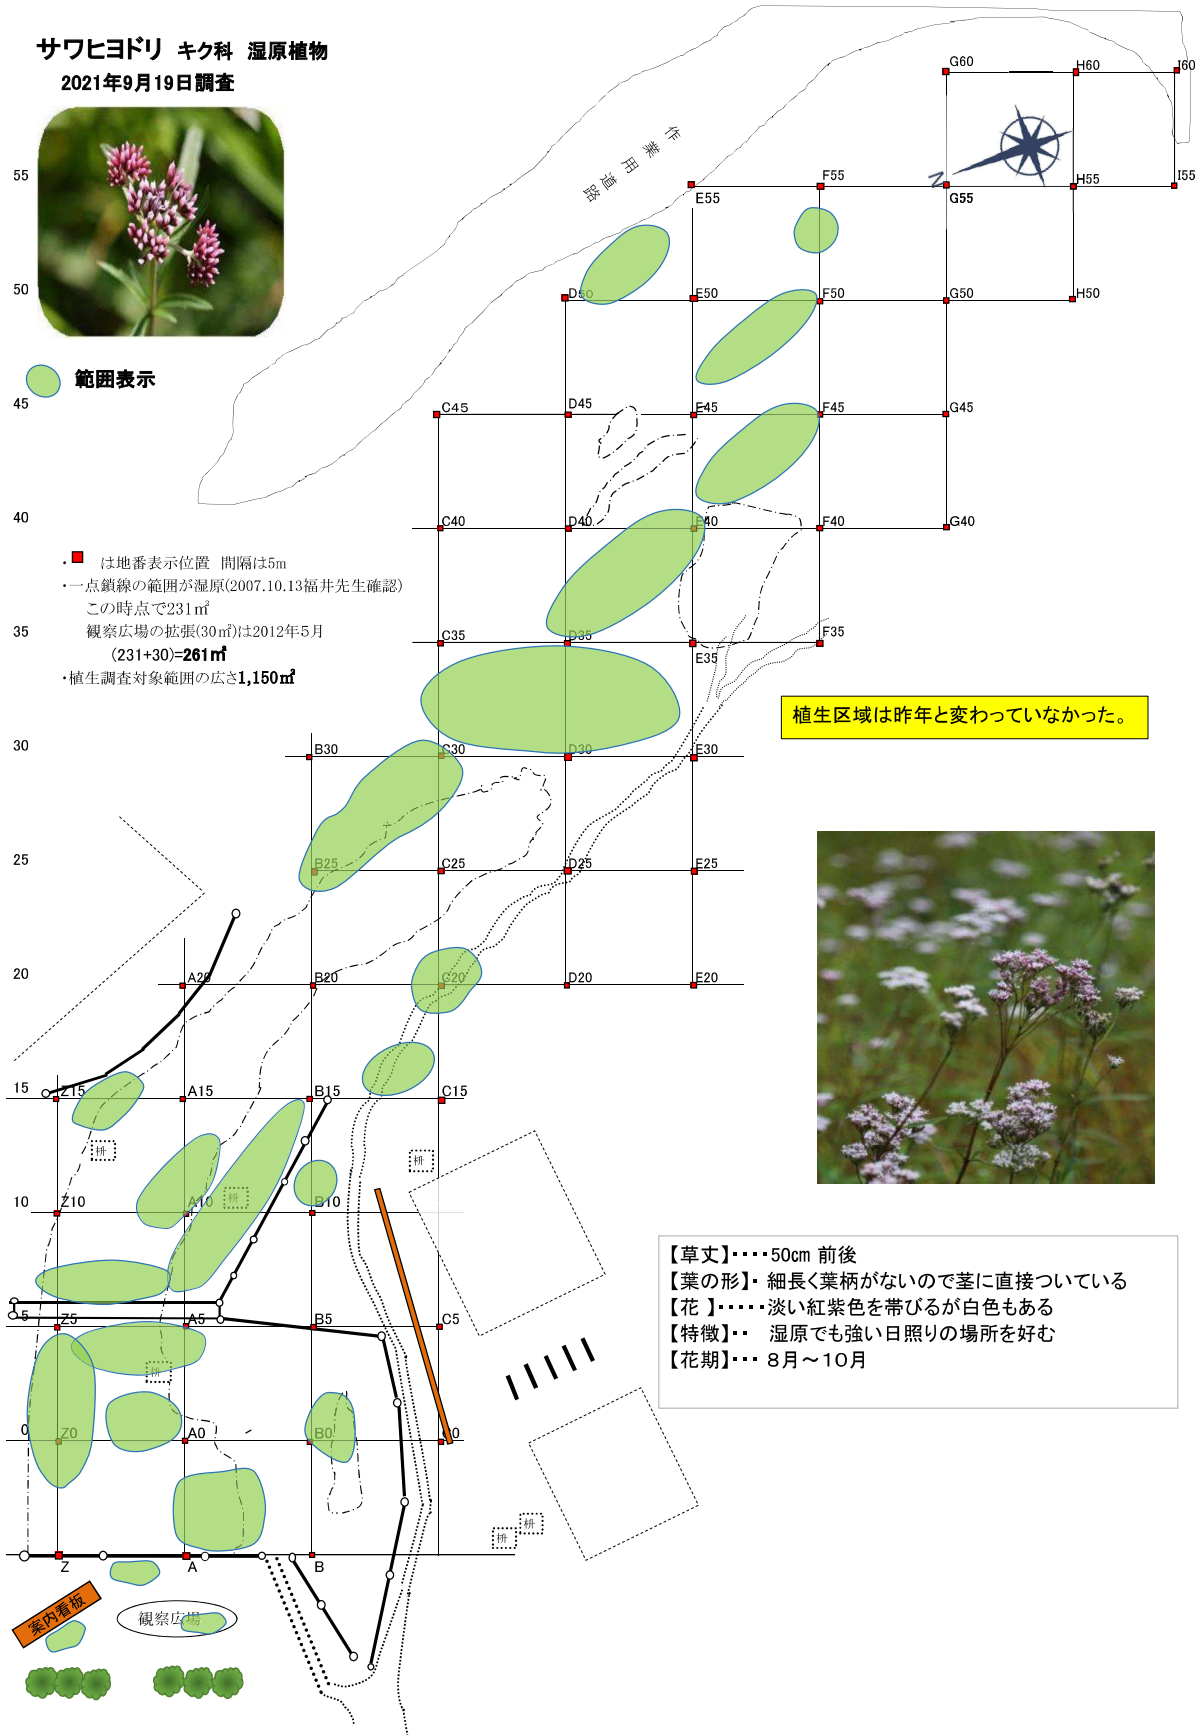 サワヒヨドリ キク科 湿原植物
2021年9月19日調査
範囲表示
・ は地番表示位置 間隔は5m
・一点鎖線の範囲が湿原(2007.10.13福井先生確認)
この時点で231㎡
観察広場の拡張(30㎡)は2012年5月
(231+30)=261㎡
・植生調査対象範囲の広さ1,150㎡
作業用道路
N
G60 H60 I60
55 E55 F55 G55 H55 I55
50 D50 E50 F50 G50 H50
45 C45 D45 E45 F45 G45
40 C40 D40 E40 F40 G40
35 C35 D35 E35 F35
植生区域は昨年と変わっていなかった。
30 B30 C30 D30 E30
25 B25 C25 D25 E25
20 A20 B20 C20 D20 E20
15 Z15 A15 B15 C15
枡 枡
枡
10 Z10 A10 B10
5 Z5 A5 B5 C5
枡
0 Z0 A0 B0 C0
枡 枡
Z A B
案内看板
観察広場
【草丈】････50cm 前後
【葉の形】･ 細長く葉柄がないので茎に直接ついている
【花 】･････淡い紅紫色を帯びるが白色もある
【特徴】･･ 湿原でも強い日照りの場所を好む
【花期】･･･ 8月～10月